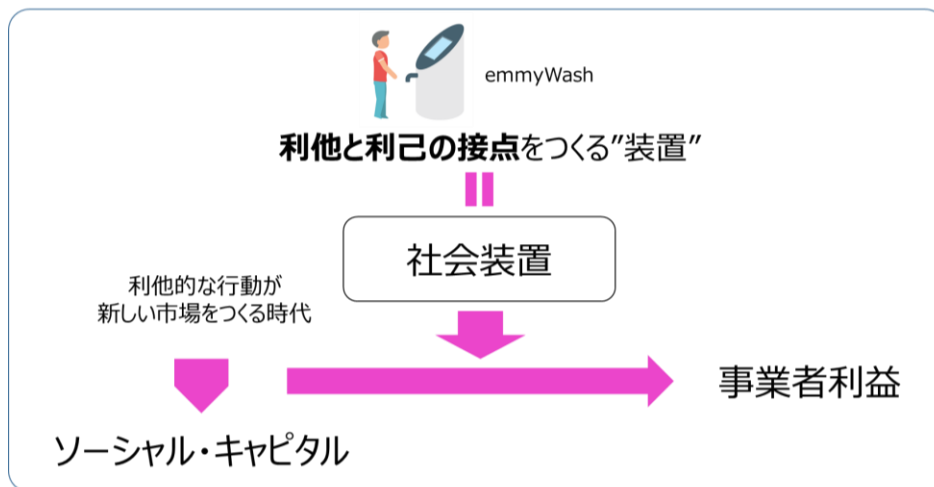 emmyWash
利他と利己の接点をつくる”装置”
社会装置
利他的な行動が
新しい市場をつくる時代
事業者利益
ソーシャル・キャピタル